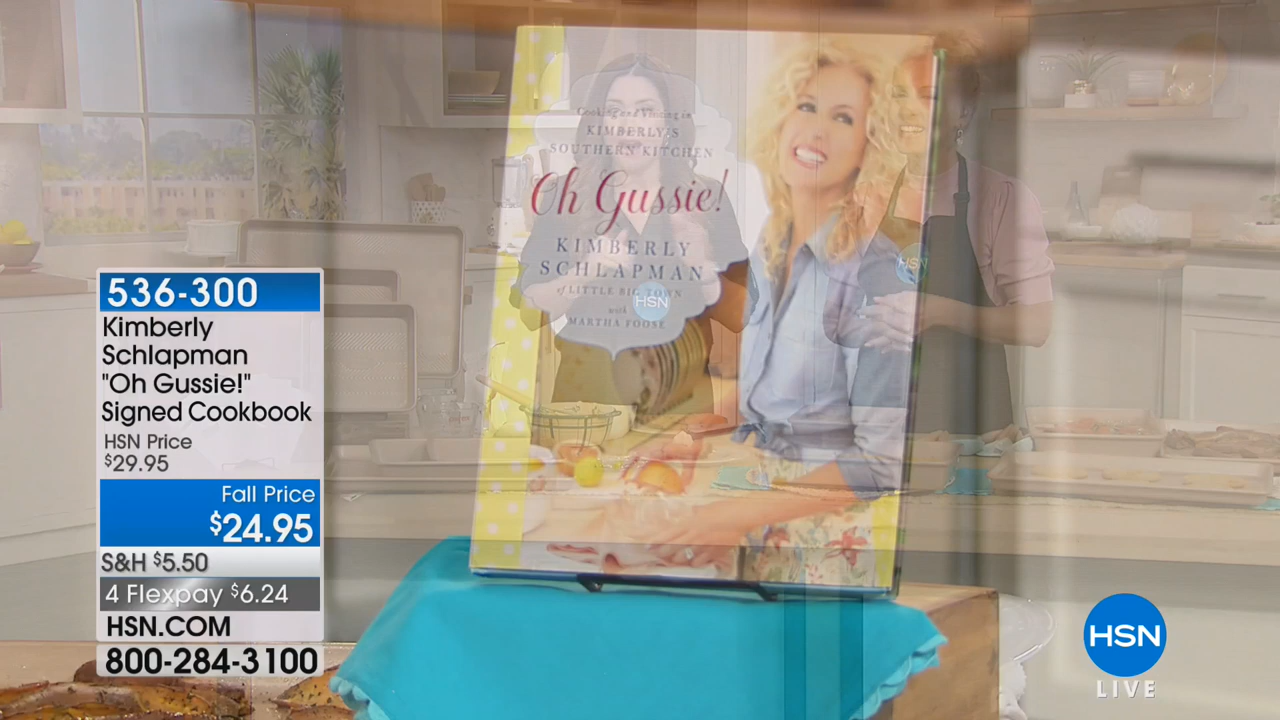 536-300
Kimberly
Schlapman
"Oh Gussie!"
Signed Cookbook
HSN Price
$29.95
Fall Price
$24.95
S&H $5.50
4 Flexpay $6.24
HSN.COM
800-284-3100
Cooking and Visiting in
KIMBERLY'S
SOUTHERN KITCHEN
Oh Gussie!
KIMBERLY
SCHLAPMAN
of LITTLE BIG TOWN
with
MARTHA FOOSE
HSN
HSN
HSN
LIVE